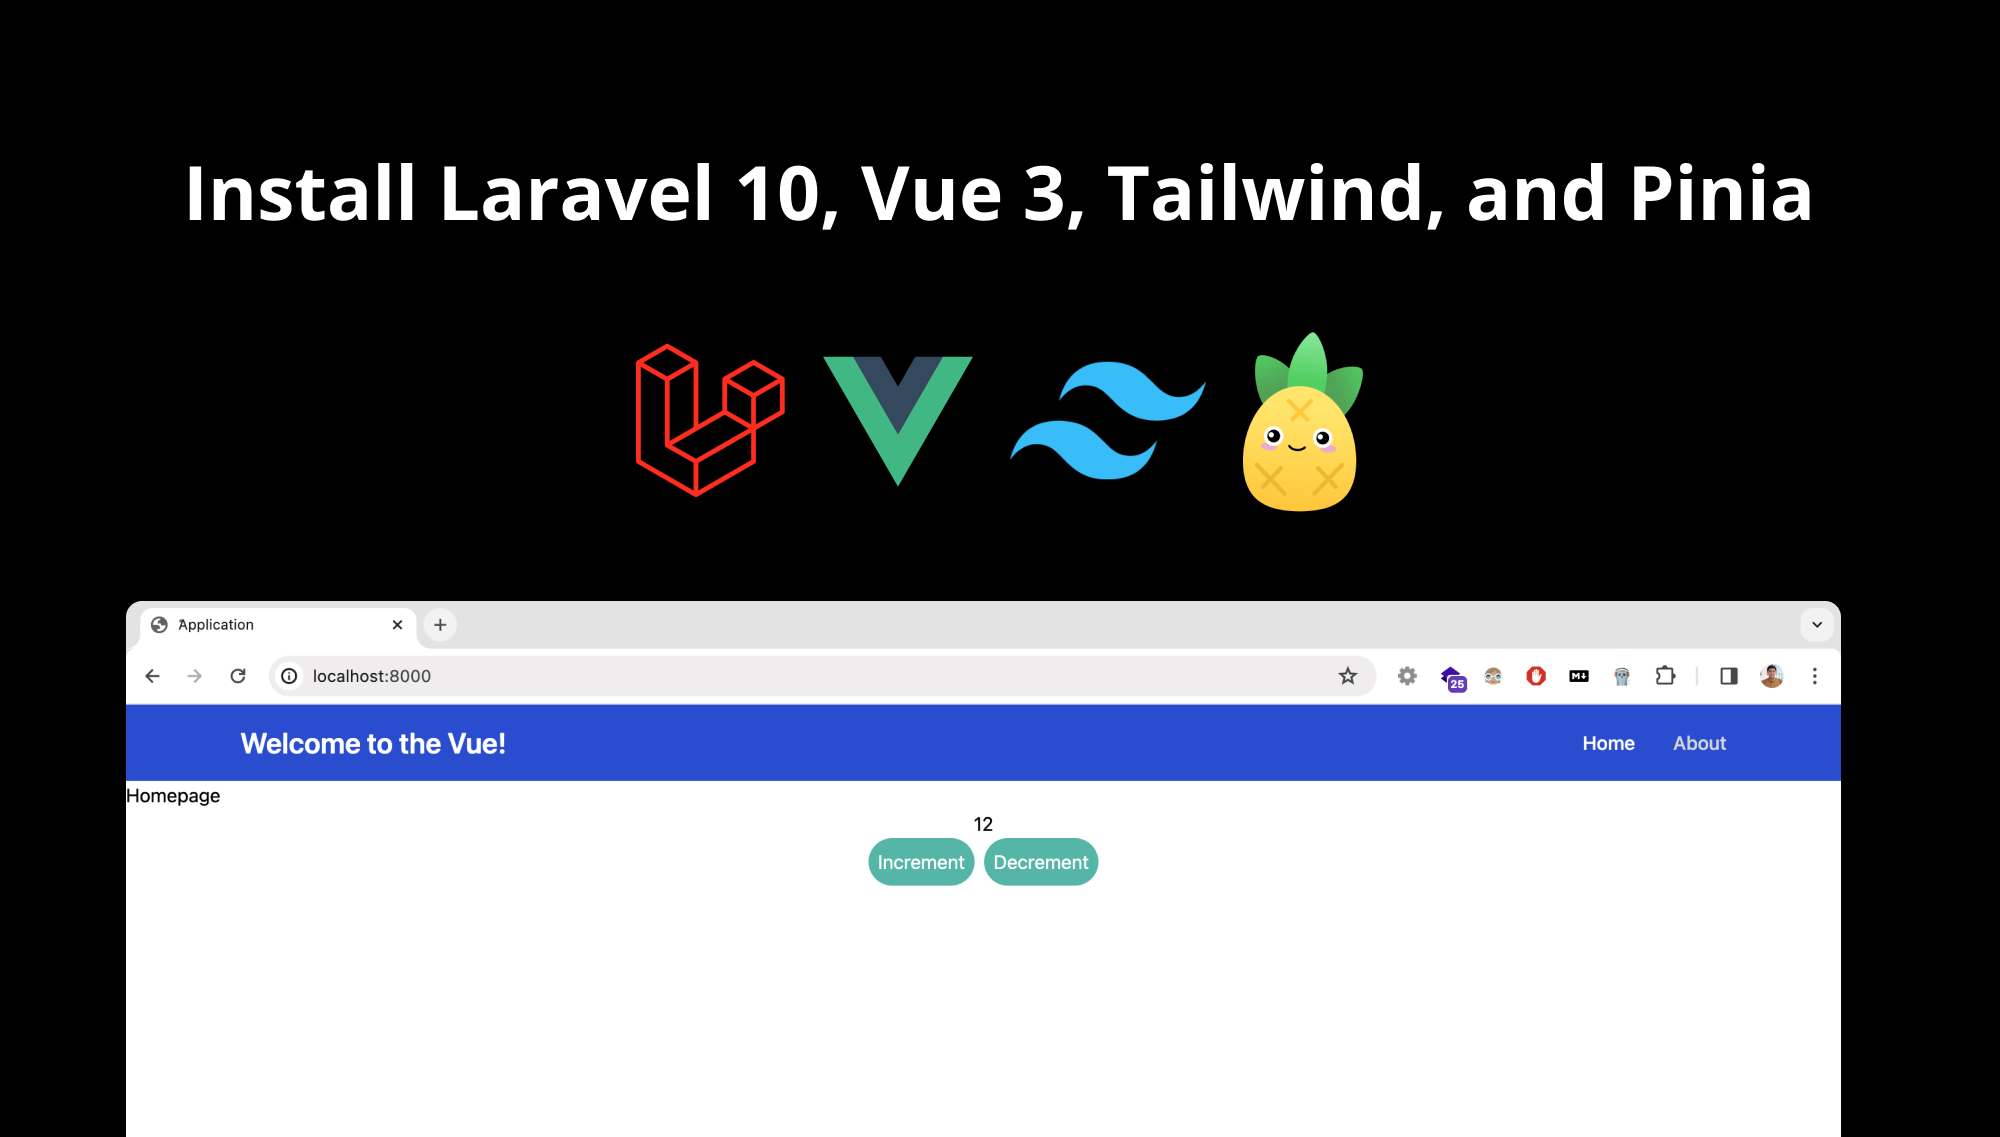 Install Laravel 10, Vue 3, Tailwind, and Pinia
Application
localhost:8000
25
M
Welcome to the Vue!
Home About
Homepage
12
Increment Decrement